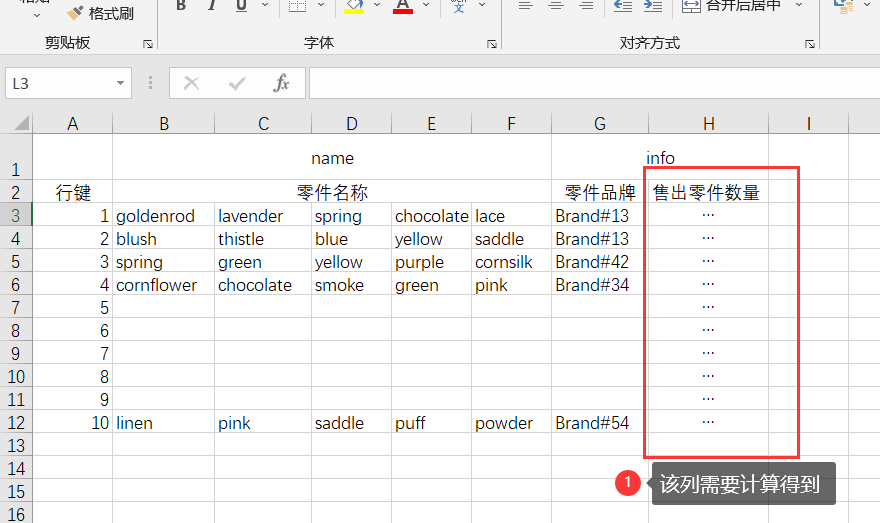 格式刷
B I U A 文 合并后居中
剪贴板 字体 对齐方式
L3 fx
A B C D E F G H I
1 name info
2 行键 零件名称 零件品牌 售出零件数量
3 1 goldenrod lavender spring chocolate lace Brand#13 ...
4 2 blush thistle blue yellow saddle Brand#13 ...
5 3 spring green yellow purple cornsilk Brand#42 ...
6 4 cornflower chocolate smoke green pink Brand#34 ...
7 5 ...
8 6 ...
9 7 ...
10 8 ...
11 9 ...
12 10 linen pink saddle puff powder Brand#54 ...
13
14
1 该列需要计算得到
15
16